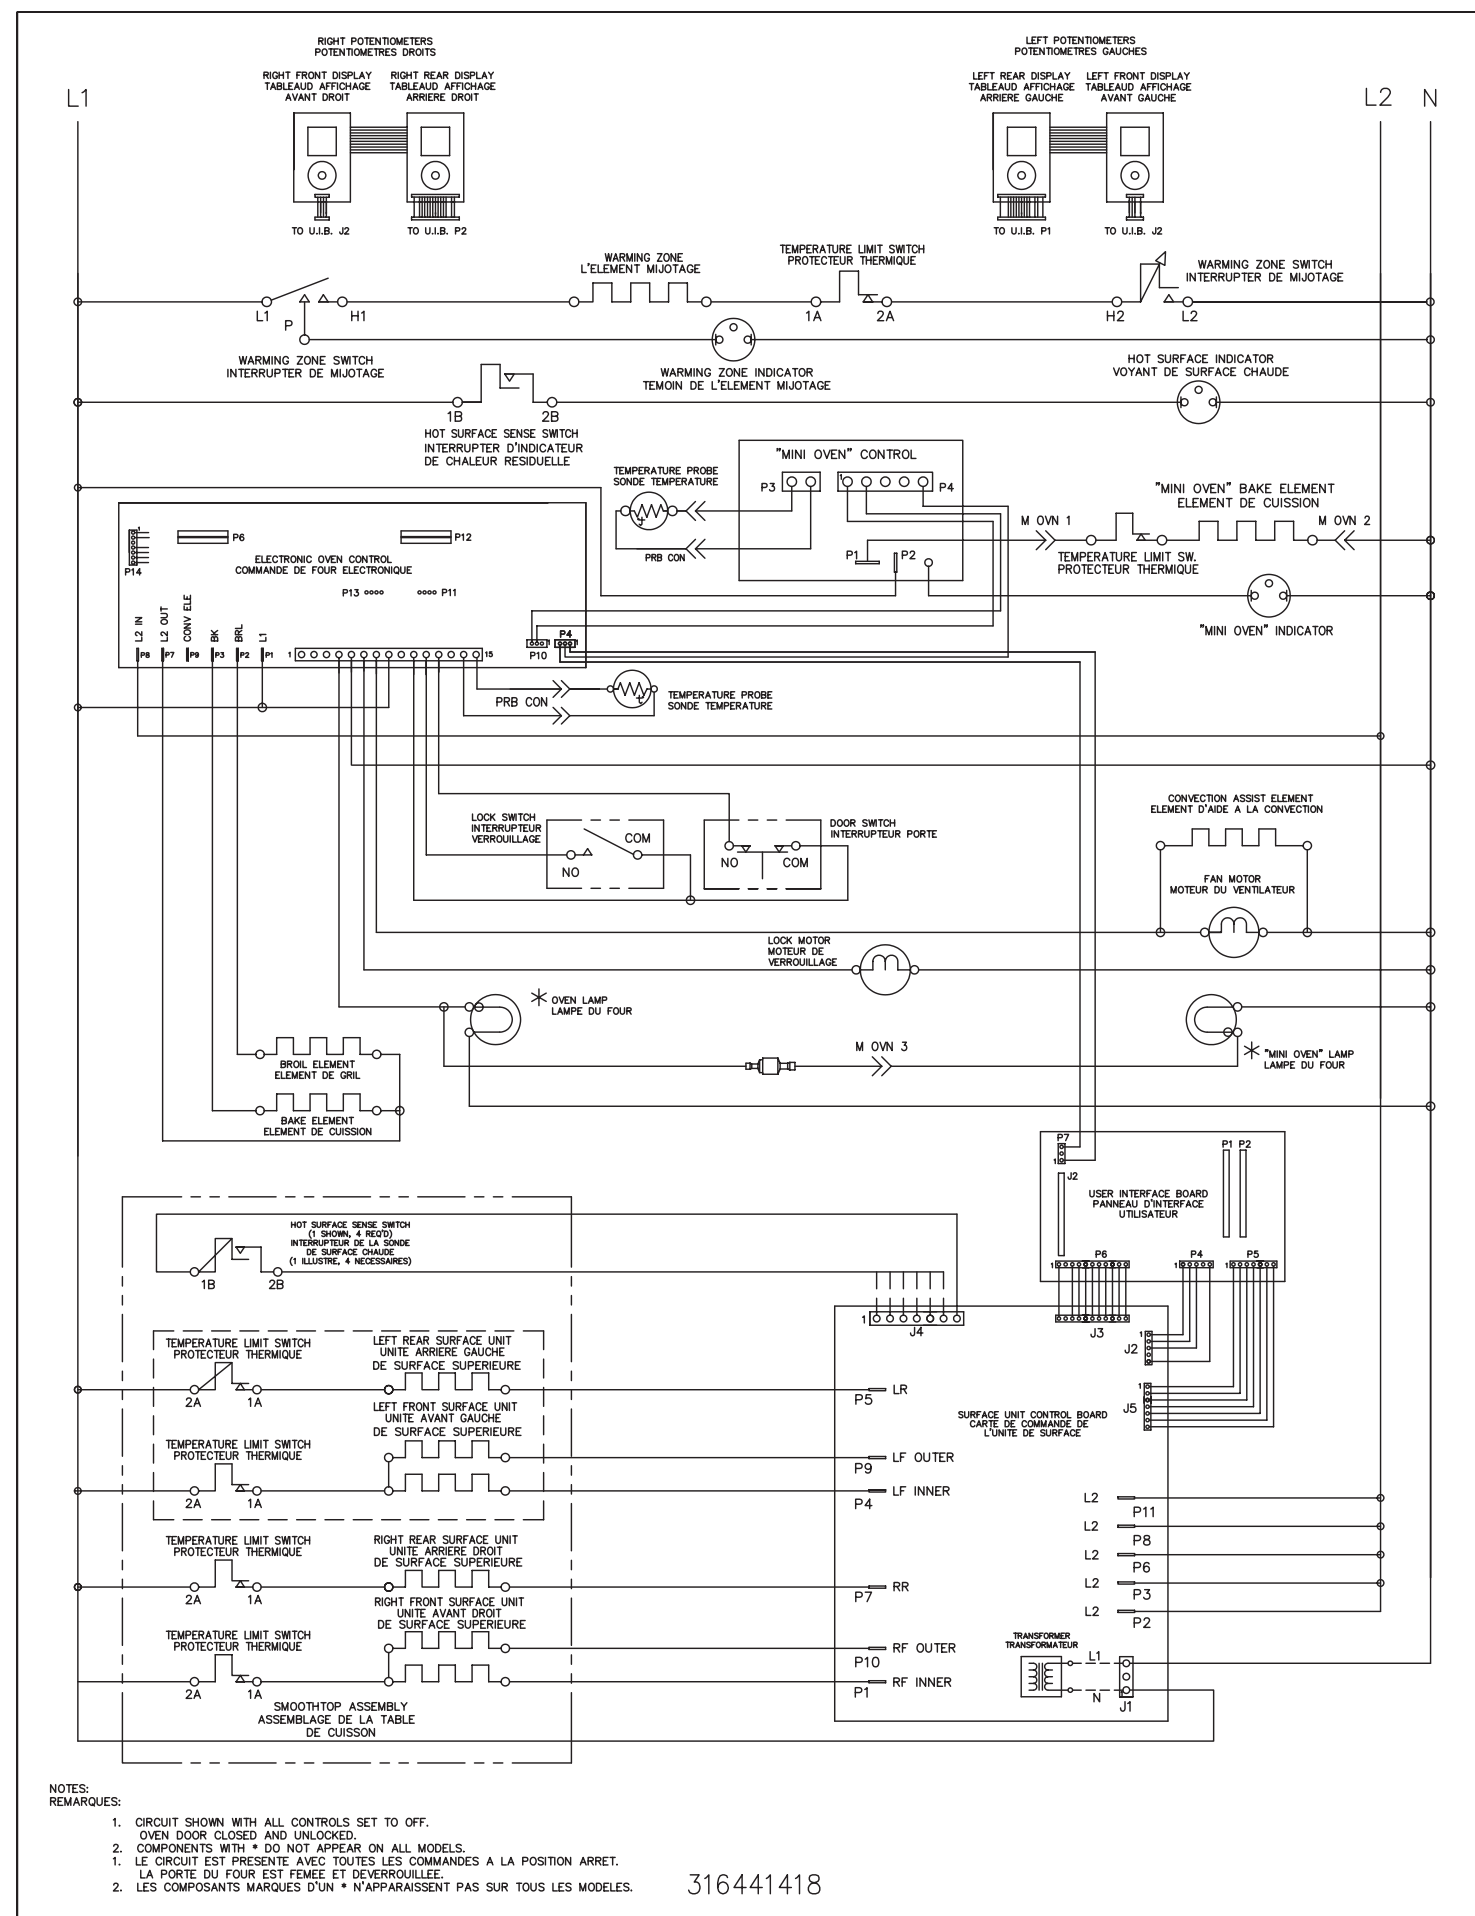 RIGHT POTENTIOMETERS
POTENTIOMETRES DROITS
RIGHT FRONT DISPLAY
TABLEAUD AFFICHAGE
AVANT DROIT
RIGHT REAR DISPLAY
TABLEAUD AFFICHAGE
ARRIERE DROIT
LEFT POTENTIOMETERS
POTENTIOMETRES GAUCHES
LEFT REAR DISPLAY
TABLEAUD AFFICHAGE
ARRIERE GAUCHE
LEFT FRONT DISPLAY
TABLEAUD AFFICHAGE
AVANT GAUCHE
L1
L2
N
TO U.I.B. J2
TO U.I.B. P2
TO U.I.B. P1
TO U.I.B. J2
WARMING ZONE
L'ELEMENT MIJOTAGE
TEMPERATURE LIMIT SWITCH
PROTECTEUR THERMIQUE
WARMING ZONE SWITCH
INTERRUPTER DE MIJOTAGE
L1
P
H1
1A
2A
H2
L2
WARMING ZONE SWITCH
INTERRUPTER DE MIJOTAGE
WARMING ZONE INDICATOR
TEMOIN DE L'ELEMENT MIJOTAGE
HOT SURFACE INDICATOR
VOYANT DE SURFACE CHAUDE
1B
2B
HOT SURFACE SENSE SWITCH
INTERRUPTER D'INDICATEUR
DE CHALEUR RESIDUELLE
TEMPERATURE PROBE
SONDE TEMPERATURE
PRB CON
"MINI OVEN" CONTROL
P3
1
P4
P1
P2
M OVN 1
"MINI OVEN" BAKE ELEMENT
ELEMENT DE CUISSION
M OVN 2
TEMPERATURE LIMIT SW.
PROTECTEUR THERMIQUE
"MINI OVEN" INDICATOR
1
P14
P6
P12
ELECTRONIC OVEN CONTROL
COMMANDE DE FOUR ELECTRONIQUE
P13
P11
L2 IN
L2 OUT
CONV ELE
BK
BRL
L1
P8
P7
P9
P3
P2
P1
1
15
1
P10
P4
1
PRB CON
TEMPERATURE PROBE
SONDE TEMPERATURE
LOCK SWITCH
INTERRUPTEUR
VERROUILLAGE
NO
COM
NO
COM
DOOR SWITCH
INTERRUPTEUR PORTE
CONVECTION ASSIST ELEMENT
ELEMENT D'AIDE A LA CONVECTION
FAN MOTOR
MOTEUR DU VENTILATEUR
LOCK MOTOR
MOTEUR DE
VERROUILLAGE
* OVEN LAMP
LAMPE DU FOUR
M OVN 3
* "MINI OVEN" LAMP
LAMPE DU FOUR
BROIL ELEMENT
ELEMENT DE GRIL
BAKE ELEMENT
ELEMENT DE CUISSION
P7
1
J2
P1
P2
USER INTERFACE BOARD
PANNEAU D'INTERFACE
UTILISATEUR
1
P6
1
P4
1
P5
HOT SURFACE SENSE SWITCH
(1 SHOWN, 4 REQ'D)
INTERRUPTEUR DE LA SONDE
DE SURFACE CHAUDE
(1 ILLUSTRE, 4 NECESSAIRES)
1B
2B
1
J4
J3
1
J2
1
J5
SURFACE UNIT CONTROL BOARD
CARTE DE COMMANDE DE
L'UNITE DE SURFACE
TEMPERATURE LIMIT SWITCH
PROTECTEUR THERMIQUE
2A
1A
LEFT REAR SURFACE UNIT
UNITE ARRIERE GAUCHE
DE SURFACE SUPERIEURE
P5
LR
LEFT FRONT SURFACE UNIT
UNITE AVANT GAUCHE
DE SURFACE SUPERIEURE
TEMPERATURE LIMIT SWITCH
PROTECTEUR THERMIQUE
2A
1A
P9
LF OUTER
P4
LF INNER
TEMPERATURE LIMIT SWITCH
PROTECTEUR THERMIQUE
2A
1A
RIGHT REAR SURFACE UNIT
UNITE ARRIERE DROIT
DE SURFACE SUPERIEURE
P7
RR
RIGHT FRONT SURFACE UNIT
UNITE AVANT DROIT
DE SURFACE SUPERIEURE
TEMPERATURE LIMIT SWITCH
PROTECTEUR THERMIQUE
2A
1A
P10
RF OUTER
P1
RF INNER
L2
P11
L2
P8
L2
P6
L2
P3
L2
P2
TRANSFORMER
TRANSFORMATEUR
L1
N
1
J1
SMOOTHTOP ASSEMBLY
ASSEMBLAGE DE LA TABLE
DE CUISSON
NOTES:
REMARQUES:
1. CIRCUIT SHOWN WITH ALL CONTROLS SET TO OFF.
OVEN DOOR CLOSED AND UNLOCKED.
2. COMPONENTS WITH * DO NOT APPEAR ON ALL MODELS.
1. LE CIRCUIT EST PRESENTE AVEC TOUTES LES COMMANDES A LA POSITION ARRET.
LA PORTE DU FOUR EST FEMEE ET DEVERROUILLEE.
2. LES COMPOSANTS MARQUES D'UN * N'APPARAISSENT PAS SUR TOUS LES MODELES.
316441418